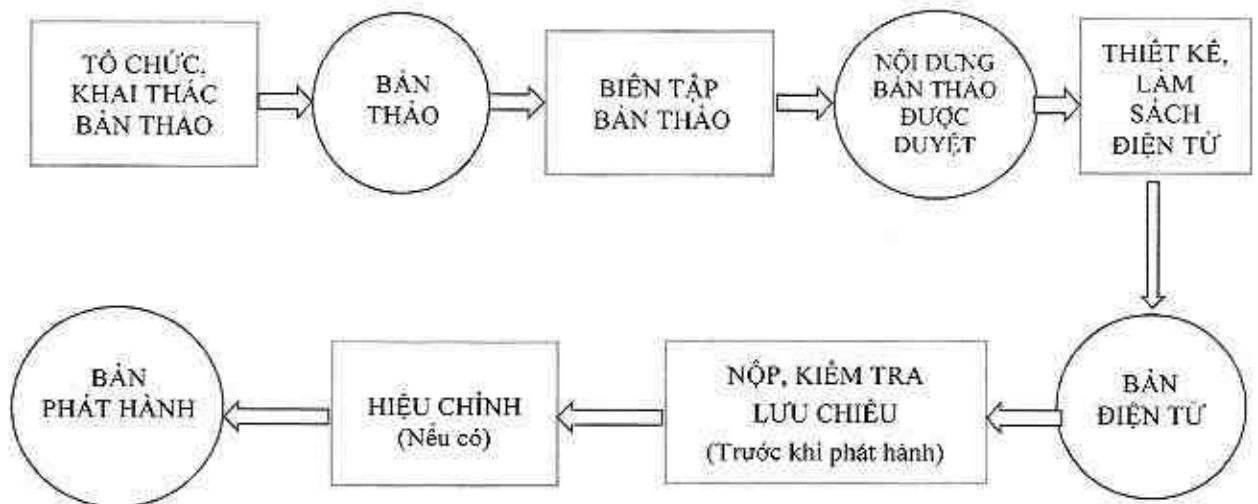 TỔ CHỨC,
KHAI THÁC
BẢN THẢO
BẢN
THẢO
BIÊN TẬP
BẢN THẢO
NỘI DUNG
BẢN THẢO
ĐƯỢC
DUYỆT
THIẾT KẾ,
LÀM
SÁCH
ĐIỆN TỬ
BẢN
ĐIỆN TỬ
NỘP, KIỂM TRA
LƯU CHIỂU
(Trước khi phát hành)
HIỆU CHỈNH
(Nếu có)
BẢN
PHÁT HÀNH